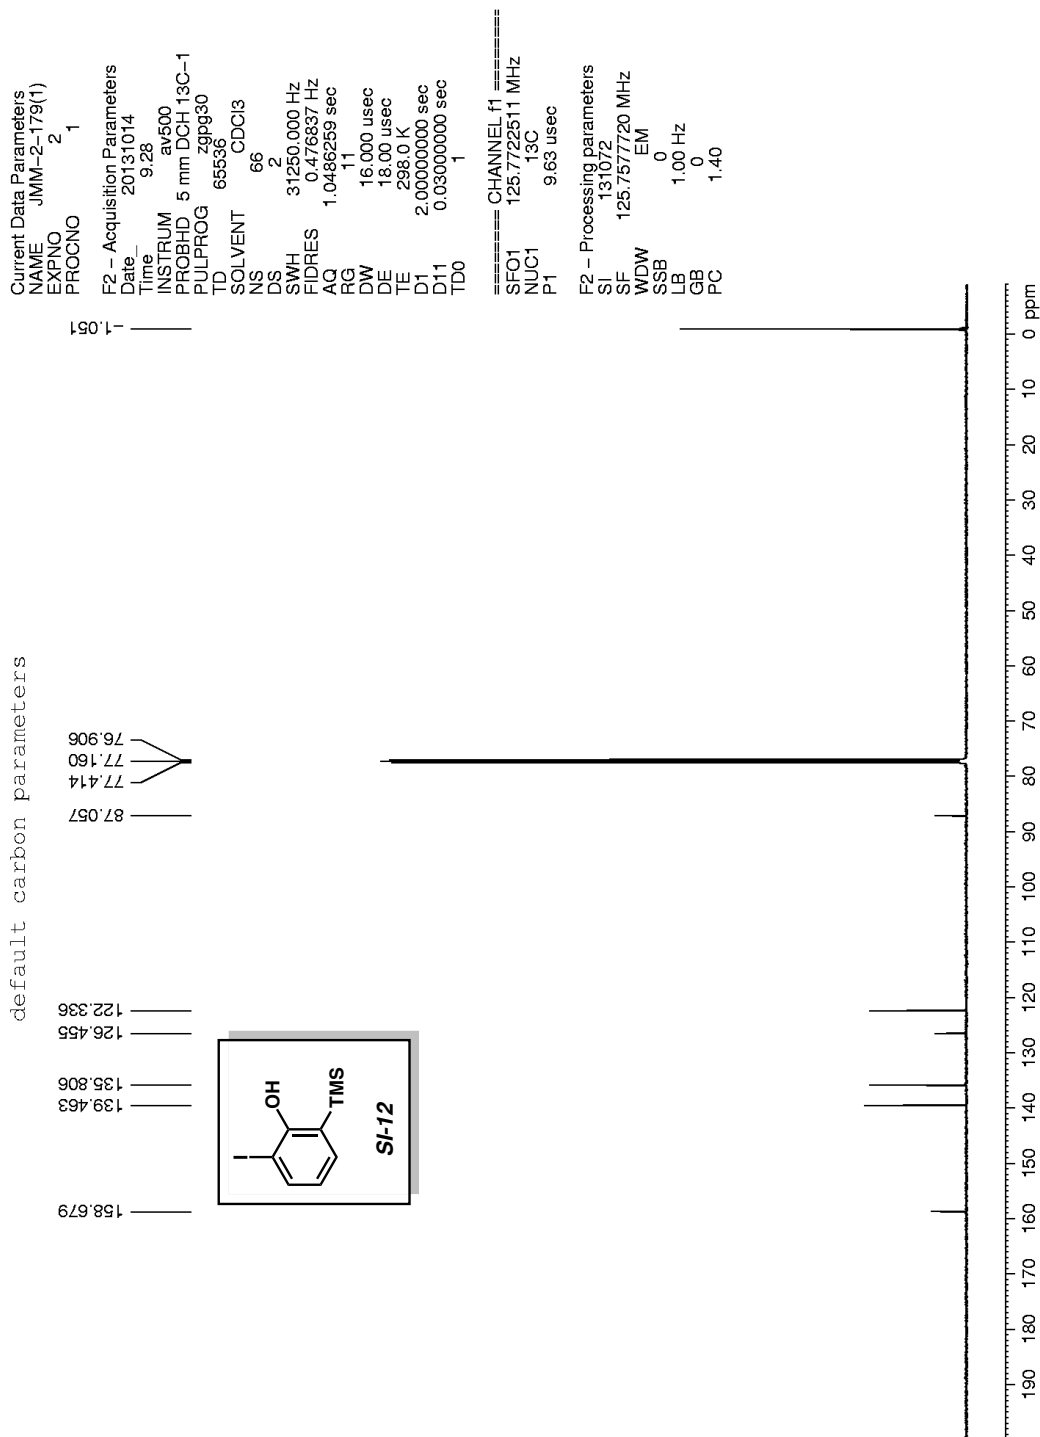 default carbon parameters
Current Data Parameters
NAME JMM-2-179(1)
EXPNO 2
PROCNO 1
F2 - Acquisition Parameters
Date_ 20131014
Time 9.28
INSTRUM av500
PROBHD 5 mm DCH 13C-1
PULPROG zgpg30
TD 65536
SOLVENT CDCl3
NS 66
DS 2
SWH 31250.000 Hz
FIDRES 0.476837 Hz
AQ 1.0486259 sec
RG 11
DW 16.000 usec
DE 18.00 usec
TE 298.0 K
D1 2.00000000 sec
D11 0.03000000 sec
TD0 1
======== CHANNEL f1 ========
SFO1 125.7722511 MHz
NUC1 13C
P1 9.63 usec
F2 - Processing parameters
SI 131072
SF 125.7577720 MHz
WDW EM
SSB 0
LB 1.00 Hz
GB 0
PC 1.40
158.679
139.463
135.806
126.455
122.336
87.057
77.414
77.160
76.906
-1.051
I
OH
TMS
SI-12
190 180 170 160 150 140 130 120 110 100 90 80 70 60 50 40 30 20 10 0 ppm